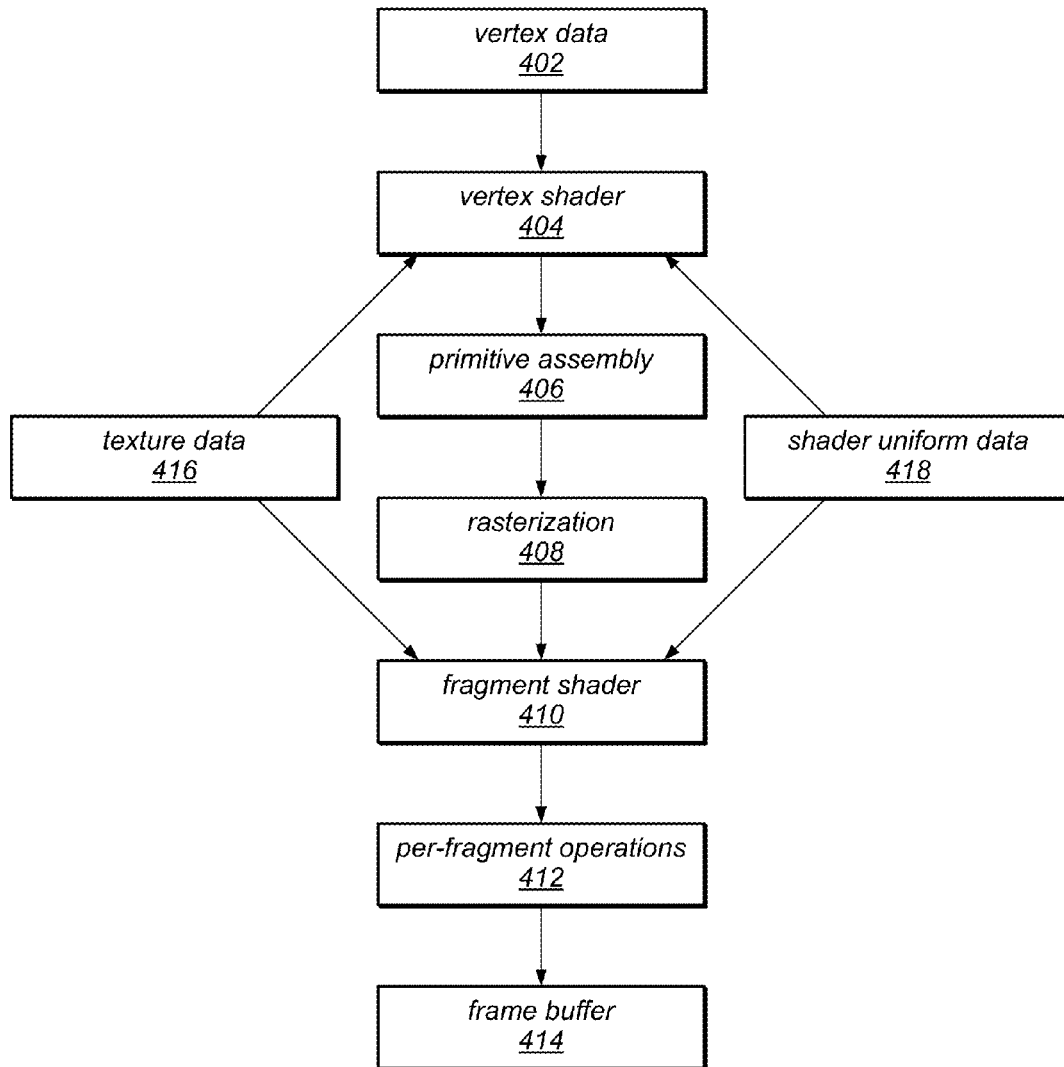 vertex data
402
vertex shader
404
primitive assembly
406
texture data
416
shader uniform data
418
rasterization
408
fragment shader
410
per-fragment operations
412
frame buffer
414